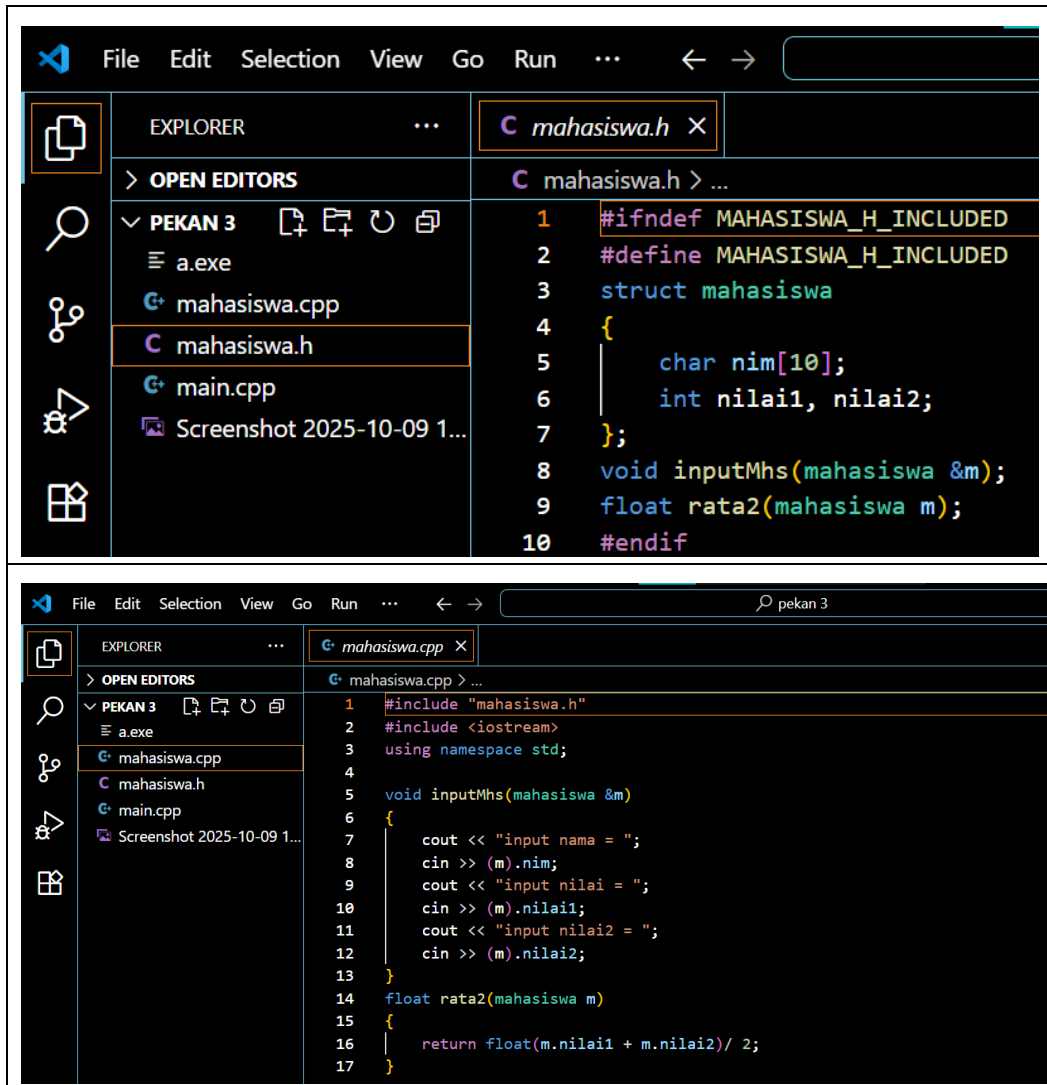 File Edit Selection View Go Run ...
EXPLORER ...
mahasiswa.h
OPEN EDITORS
mahasiswa.h > ...
PEKAN 3
a.exe
mahasiswa.cpp
mahasiswa.h
main.cpp
Screenshot 2025-10-09 1...
1 #ifndef MAHASISWA_H_INCLUDED
2 #define MAHASISWA_H_INCLUDED
3 struct mahasiswa
4 {
5 char nim[10];
6 int nilai1, nilai2;
7 };
8 void inputMhs(mahasiswa &m);
9 float rata2(mahasiswa m);
10 #endif
File Edit Selection View Go Run ...
pekan 3
EXPLORER ...
mahasiswa.cpp
OPEN EDITORS
mahasiswa.cpp > ...
PEKAN 3
a.exe
mahasiswa.cpp
mahasiswa.h
main.cpp
Screenshot 2025-10-09 1...
1 #include "mahasiswa.h"
2 #include <iostream>
3 using namespace std;
4
5 void inputMhs(mahasiswa &m)
6 {
7 cout << "input nama = ";
8 cin >> (m).nim;
9 cout << "input nilai = ";
10 cin >> (m).nilai1;
11 cout << "input nilai2 = ";
12 cin >> (m).nilai2;
13 }
14 float rata2(mahasiswa m)
15 {
16 return float(m.nilai1 + m.nilai2)/ 2;
17 }